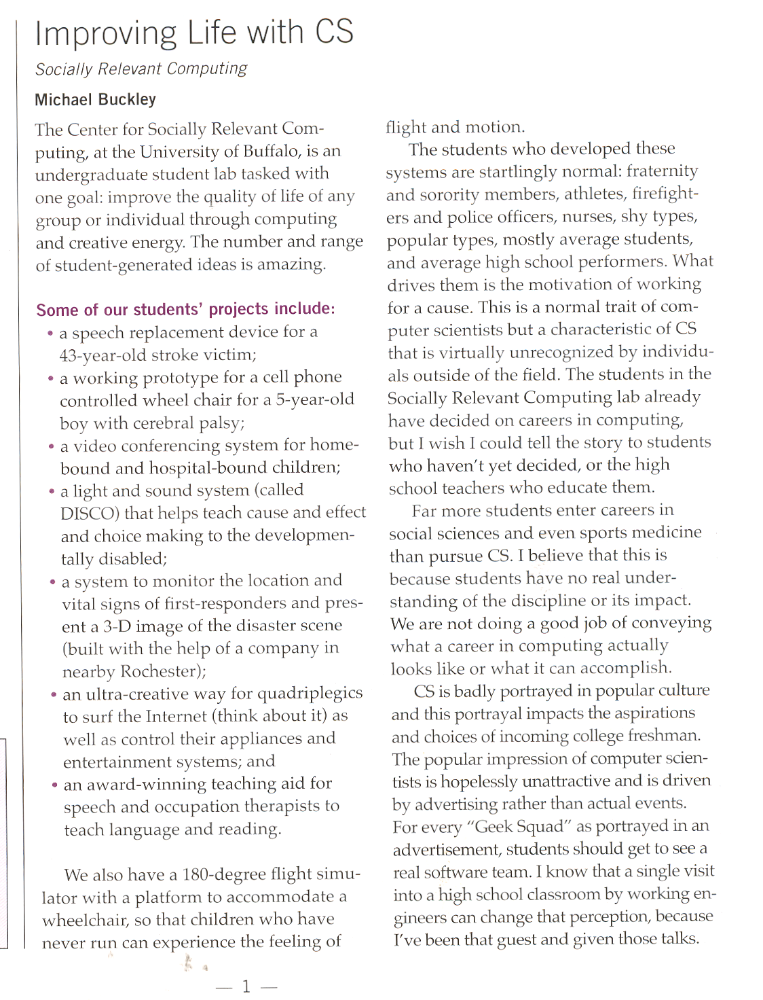 Improving Life with CS
Socially Relevant Computing
Michael Buckley
The Center for Socially Relevant Com-
puting, at the University of Buffalo, is an
undergraduate student lab tasked with
one goal: improve the quality of life of any
group or individual through computing
and creative energy. The number and range
of student-generated ideas is amazing.
Some of our students' projects include:
• a speech replacement device for a
43-year-old stroke victim;
• a working prototype for a cell phone
controlled wheel chair for a 5-year-old
boy with cerebral palsy;
• a video conferencing system for home-
bound and hospital-bound children;
• a light and sound system (called
DISCO) that helps teach cause and effect
and choice making to the developmen-
tally disabled;
• a system to monitor the location and
vital signs of first-responders and pres-
ent a 3-D image of the disaster scene
(built with the help of a company in
nearby Rochester);
• an ultra-creative way for quadriplegics
to surf the Internet (think about it) as
well as control their appliances and
entertainment systems; and
• an award-winning teaching aid for
speech and occupation therapists to
teach language and reading.
We also have a 180-degree flight simu-
lator with a platform to accommodate a
wheelchair, so that children who have
never run can experience the feeling of
flight and motion.
The students who developed these
systems are startlingly normal: fraternity
and sorority members, athletes, firefight-
ers and police officers, nurses, shy types,
popular types, mostly average students,
and average high school performers. What
drives them is the motivation of working
for a cause. This is a normal trait of com-
puter scientists but a characteristic of CS
that is virtually unrecognized by individu-
als outside of the field. The students in the
Socially Relevant Computing lab already
have decided on careers in computing,
but I wish I could tell the story to students
who haven't yet decided, or the high
school teachers who educate them.
Far more students enter careers in
social sciences and even sports medicine
than pursue CS. I believe that this is
because students have no real under-
standing of the discipline or its impact.
We are not doing a good job of conveying
what a career in computing actually
looks like or what it can accomplish.
CS is badly portrayed in popular culture
and this portrayal impacts the aspirations
and choices of incoming college freshman.
The popular impression of computer scien-
tists is hopelessly unattractive and is driven
by advertising rather than actual events.
For every "Geek Squad" as portrayed in an
advertisement, students should get to see a
real software team. I know that a single visit
into a high school classroom by working en-
gineers can change that perception, because
I've been that guest and given those talks.
— 1 —